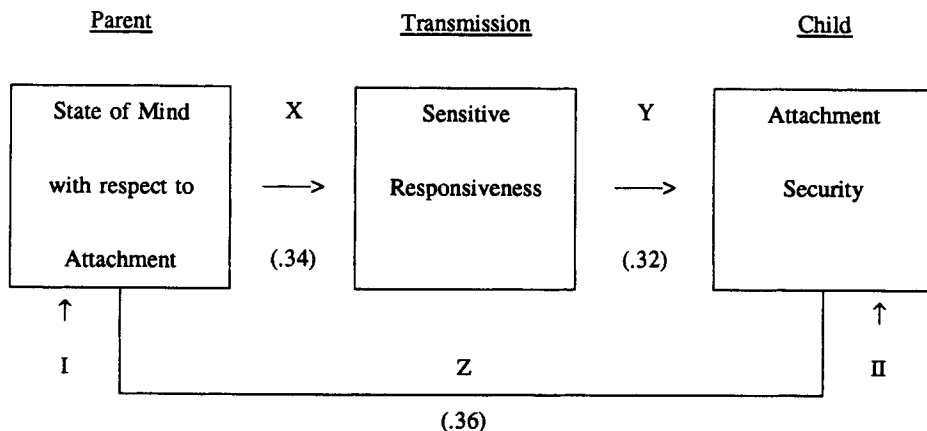 Parent Transmission Child
State of Mind X Sensitive Y Attachment
with respect to Responsiveness Security
Attachment (.34) (.32)
I Z II
(.36)